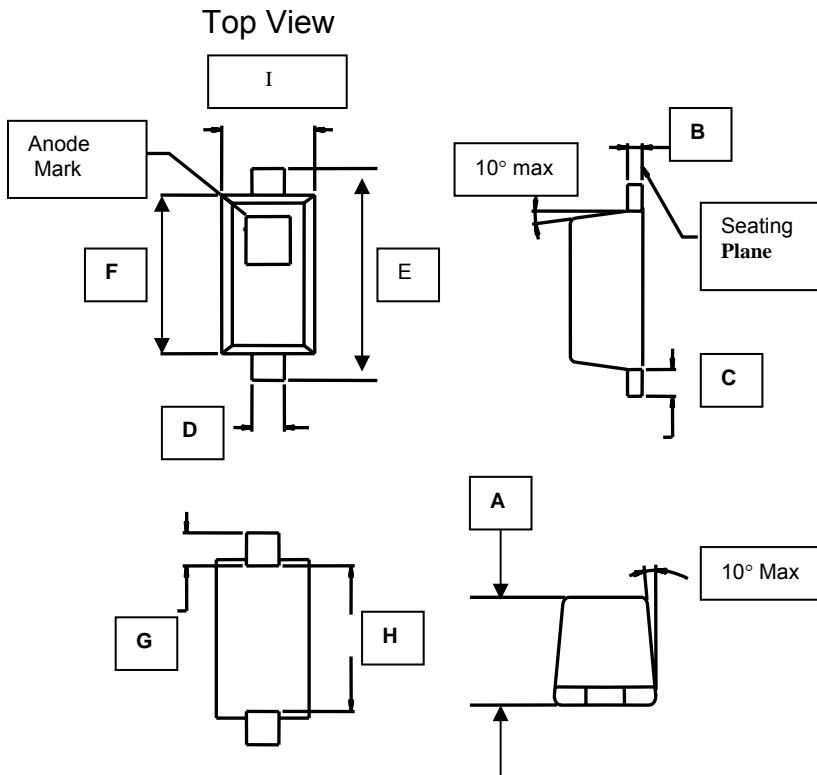 Top View
I
Anode
Mark
B
10° max
Seating
Plane
F
E
C
D
A
10° Max
G
H